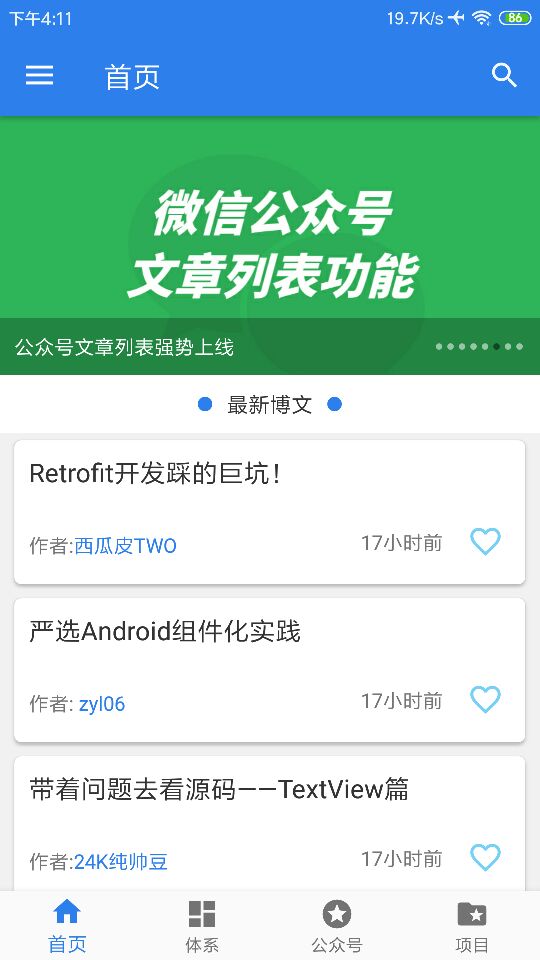 下午4:11
19.7K/s
86
首页
微信公众号
文章列表功能
公众号文章列表强势上线
最新博文
Retrofit开发踩的巨坑！
作者:西瓜皮TWO
17小时前
严选Android组件化实践
作者: zyl06
17小时前
带着问题去看源码——TextView篇
作者:24K纯帅豆
17小时前
首页
体系
公众号
项目